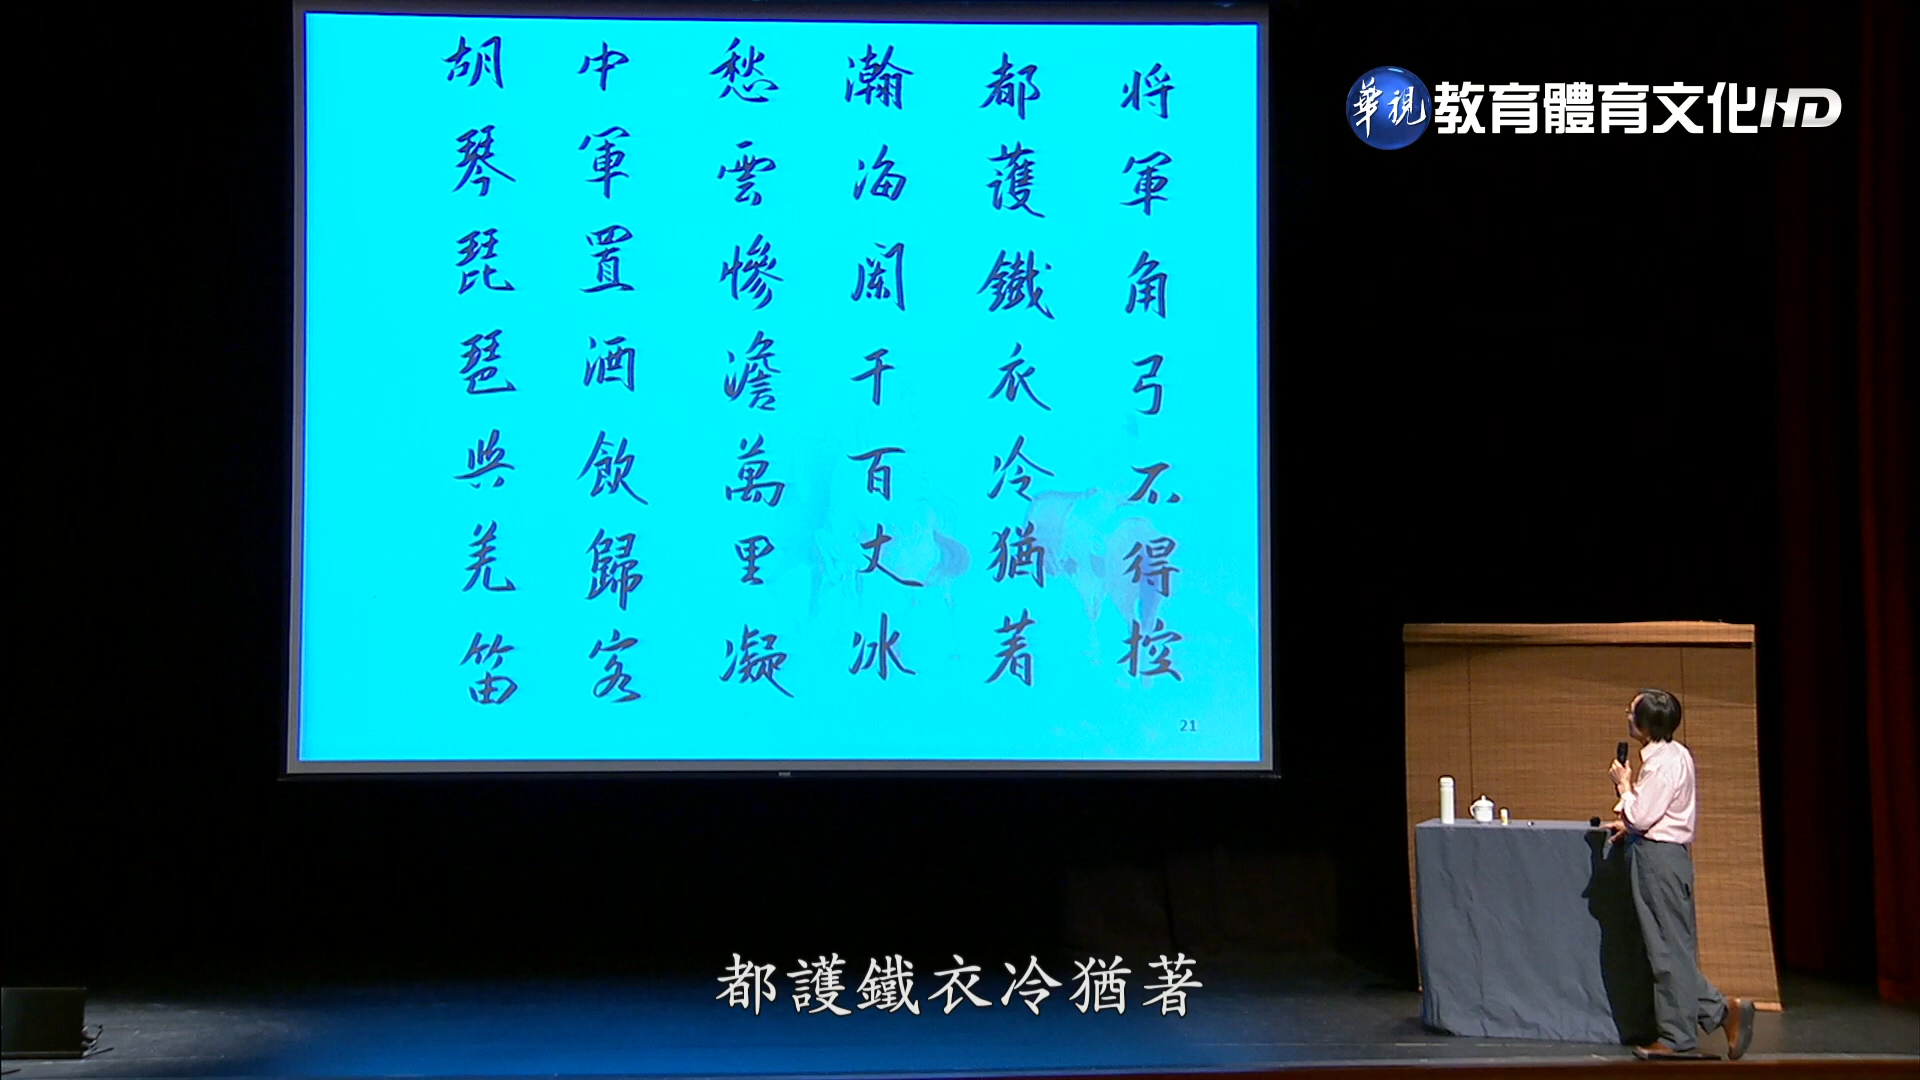 將軍角弓不得控
都護鐵衣冷猶著
瀚海闌干百丈冰
愁雲慘澹萬里凝
中軍置酒飲歸客
胡琴琵琶與羌笛
21
華視 教育體育文化HD
都護鐵衣冷猶著